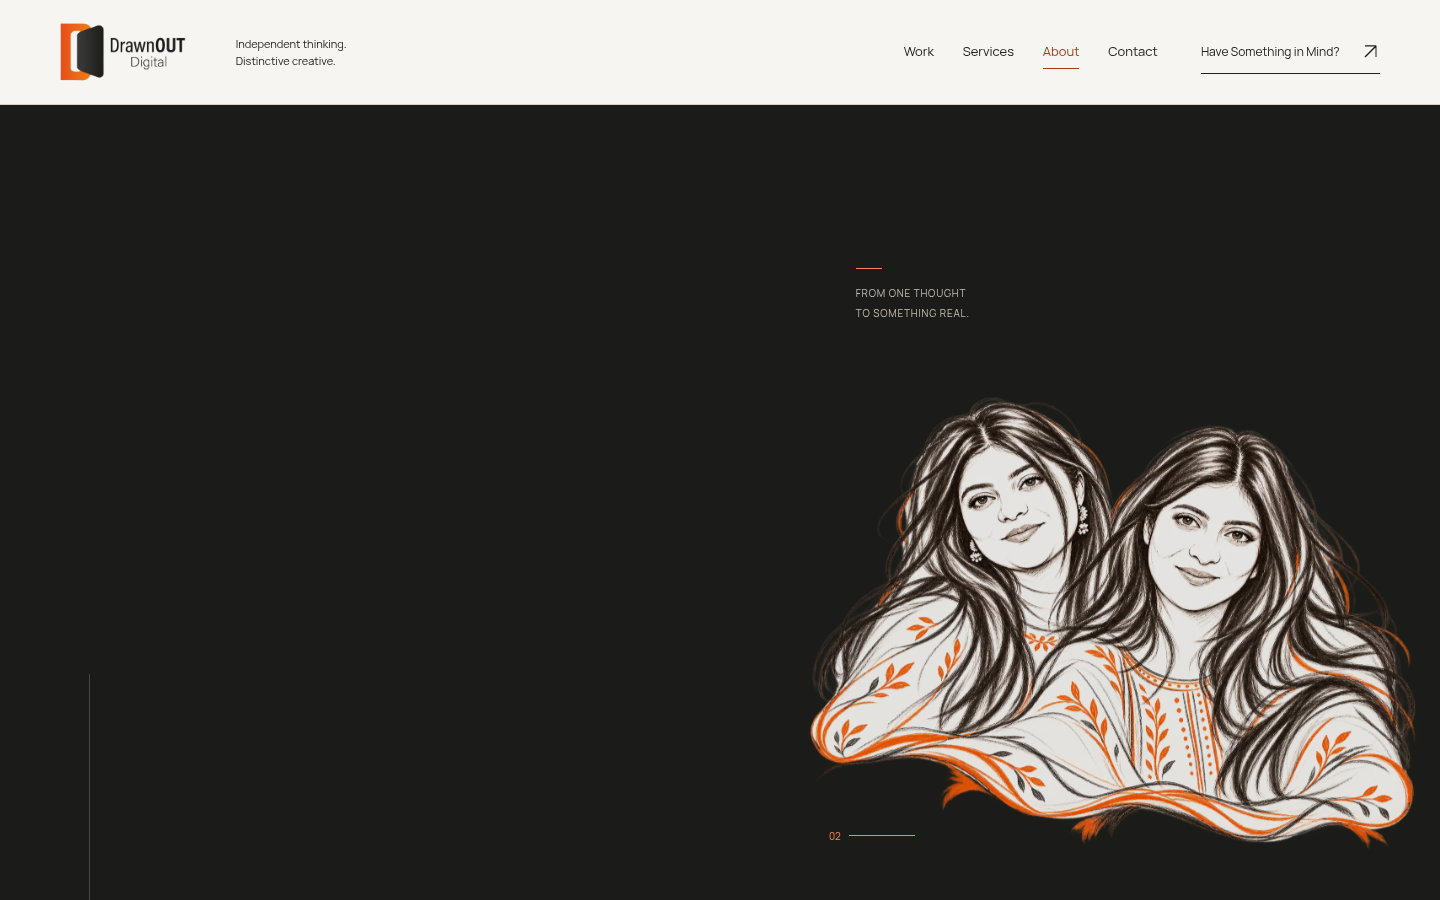 DrawnOUT
Digital
Independent thinking.
Distinctive creative.
Work
Services
About
Contact
Have Something in Mind?
FROM ONE THOUGHT
TO SOMETHING REAL.
02